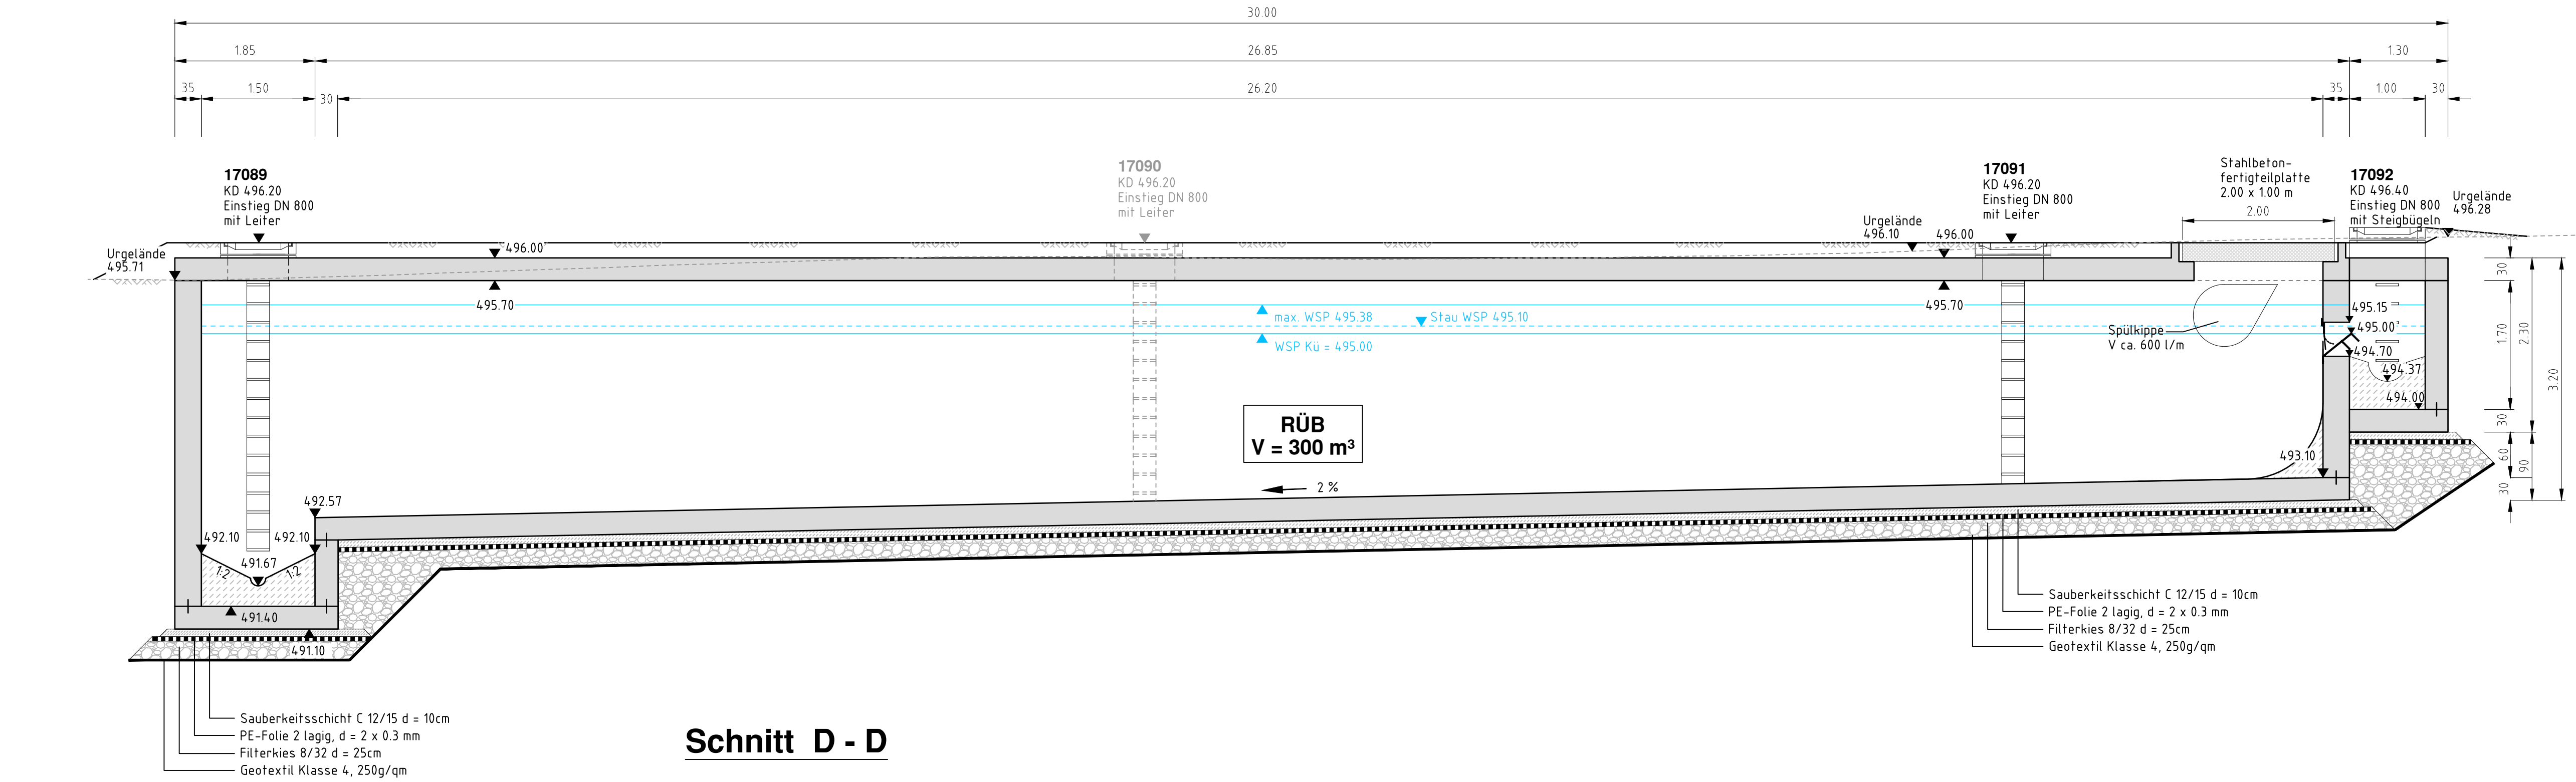 30.00
1.85
26.85
1.30
35
1.50
30
26.20
35
1.00
30
17089
KD 496.20
Einstieg DN 800
mit Leiter
17090
KD 496.20
Einstieg DN 800
mit Leiter
17091
KD 496.20
Einstieg DN 800
mit Leiter
Stahlbeton-
fertigteilplatte
2.00 x 1.00 m
2.00
17092
KD 496.40
Einstieg DN 800
mit Steigbügeln
Urgelände
496.28
Urgelände
495.71
496.00
Urgelände
496.10
496.00
495.70
495.70
max. WSP 495.38
Stau WSP 495.10
WSP Kü = 495.00
Spülkippe
V ca. 600 l/m
495.15
495.00³
494.70
494.37
494.00
30
1.70
2.30
3.20
30
60
90
30
RÜB
V = 300 m³
2 %
493.10
492.57
492.10
492.10
491.67
1:2
1:2
491.40
491.10
Sauberkeitsschicht C 12/15 d = 10cm
PE-Folie 2 lagig, d = 2 x 0.3 mm
Filterkies 8/32 d = 25cm
Geotextil Klasse 4, 250g/qm
Sauberkeitsschicht C 12/15 d = 10cm
PE-Folie 2 lagig, d = 2 x 0.3 mm
Filterkies 8/32 d = 25cm
Geotextil Klasse 4, 250g/qm
Schnitt D - D